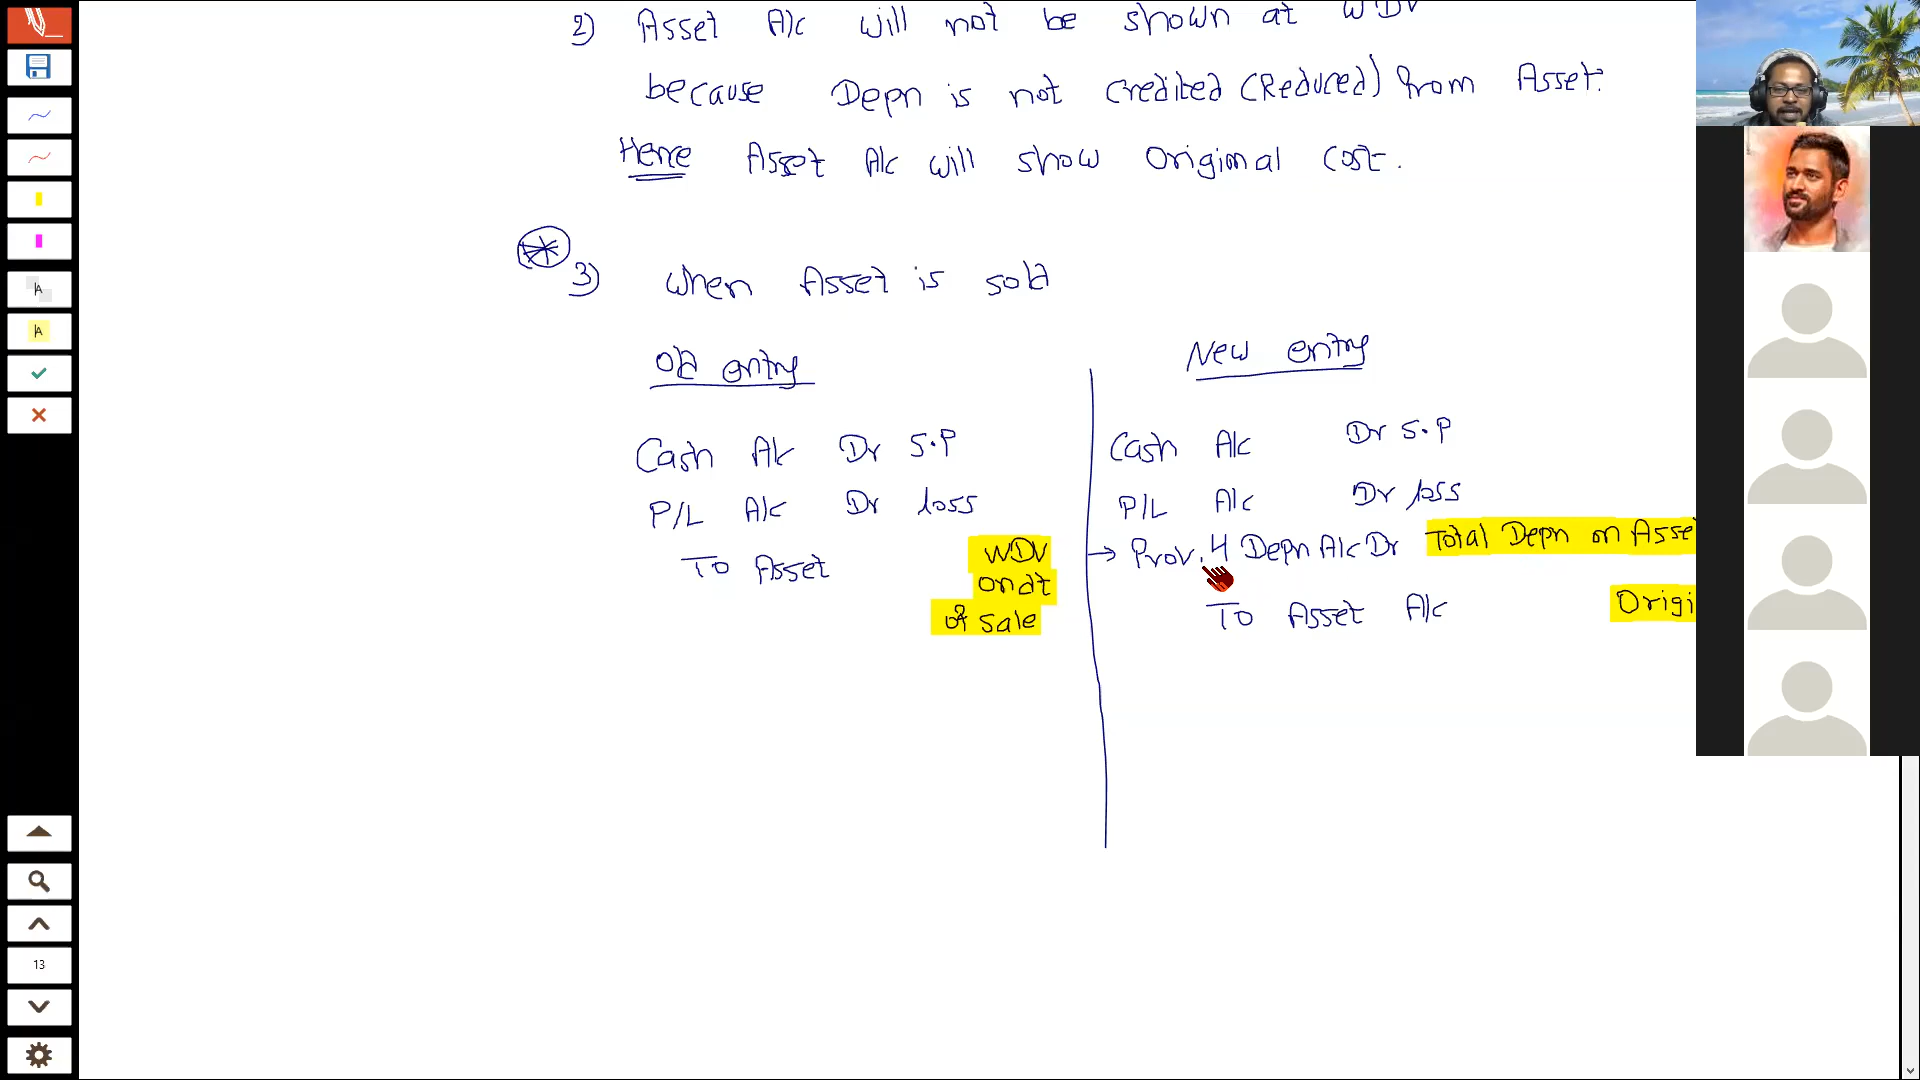 2) Asset A/c will not be shown at WDV
because Depn is not credited (Reduced) from Asset.
Hence Asset A/c will show Original Cost.
3) When Asset is sold
Old entry
Cash A/c Dr S.P
P/L A/c Dr loss
To Asset WDV
on dt
of sale
New entry
Cash A/c Dr S.P
P/L A/c Dr loss
→ Prov. 4 Depn A/c Dr Total Depn on Asse
To Asset A/c Origi
13